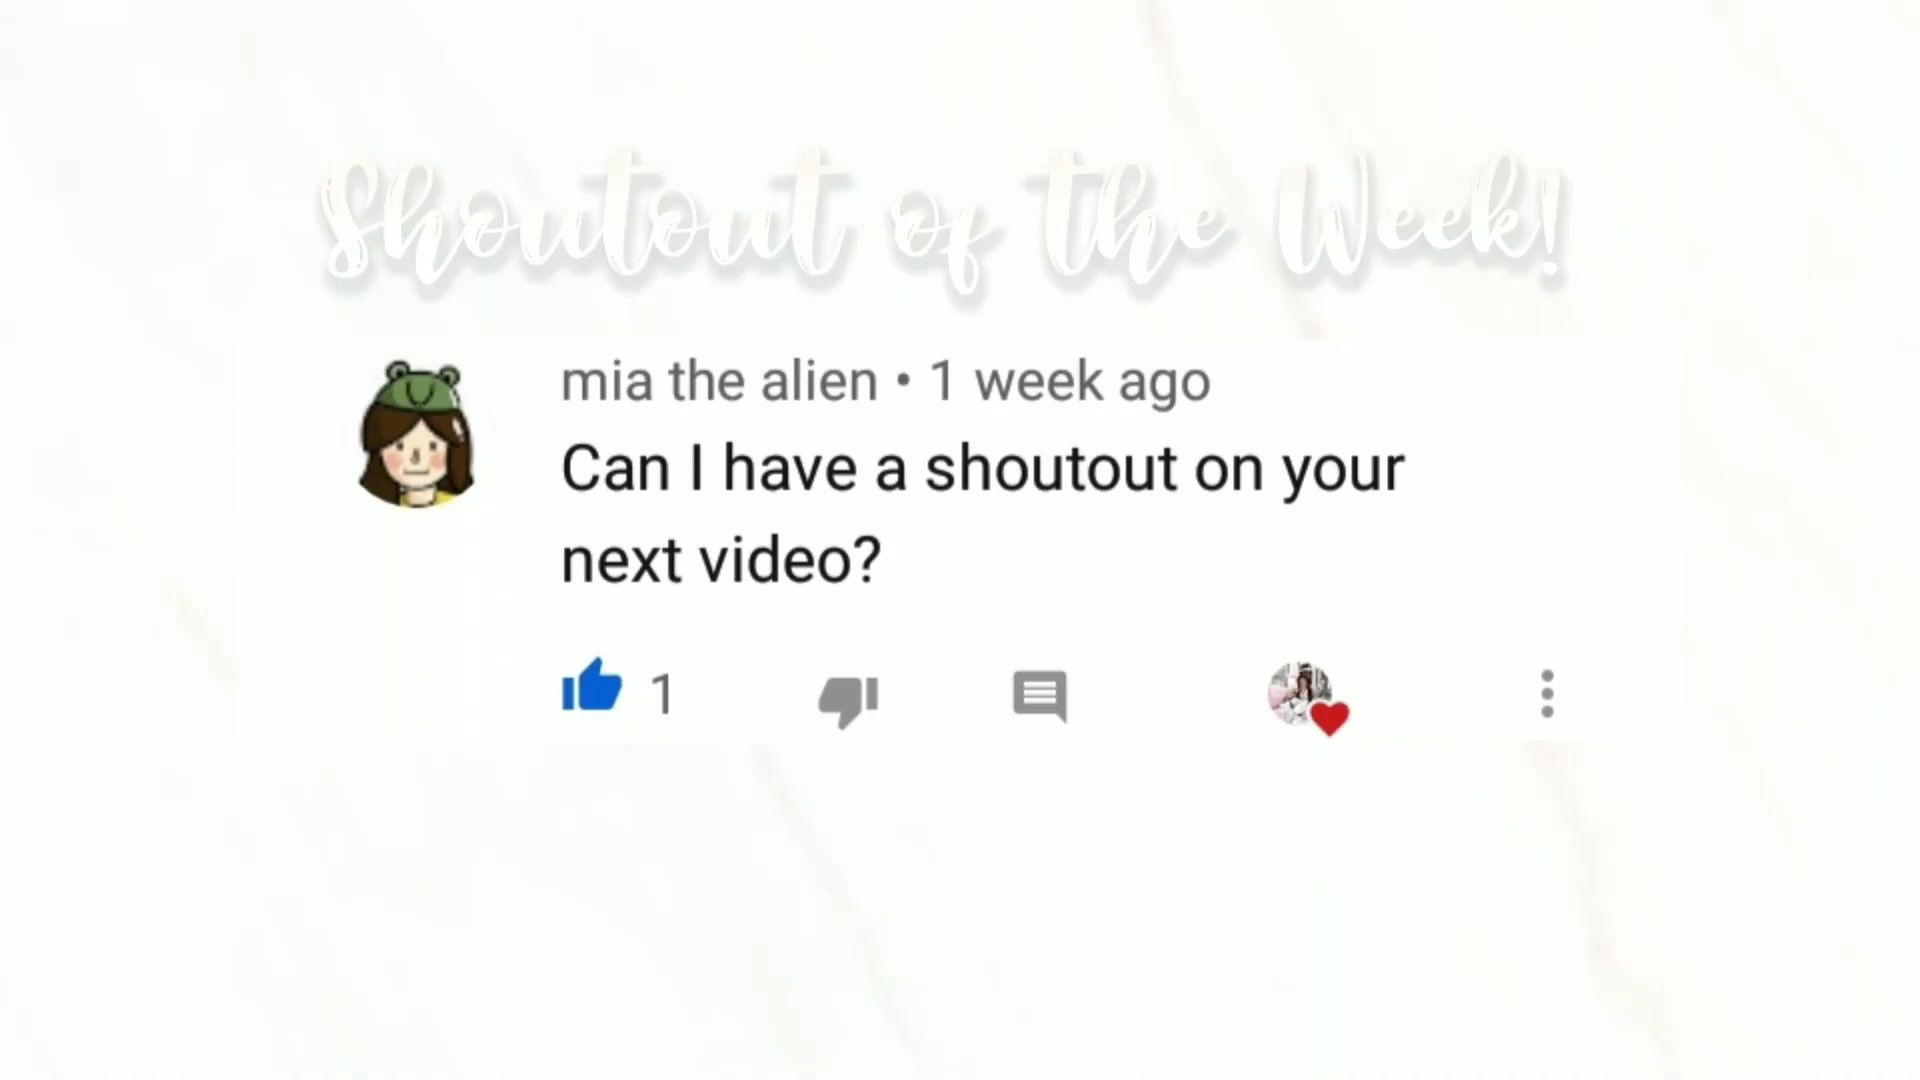 Shoutout of the Week!
mia the alien • 1 week ago
Can I have a shoutout on your
next video?
1